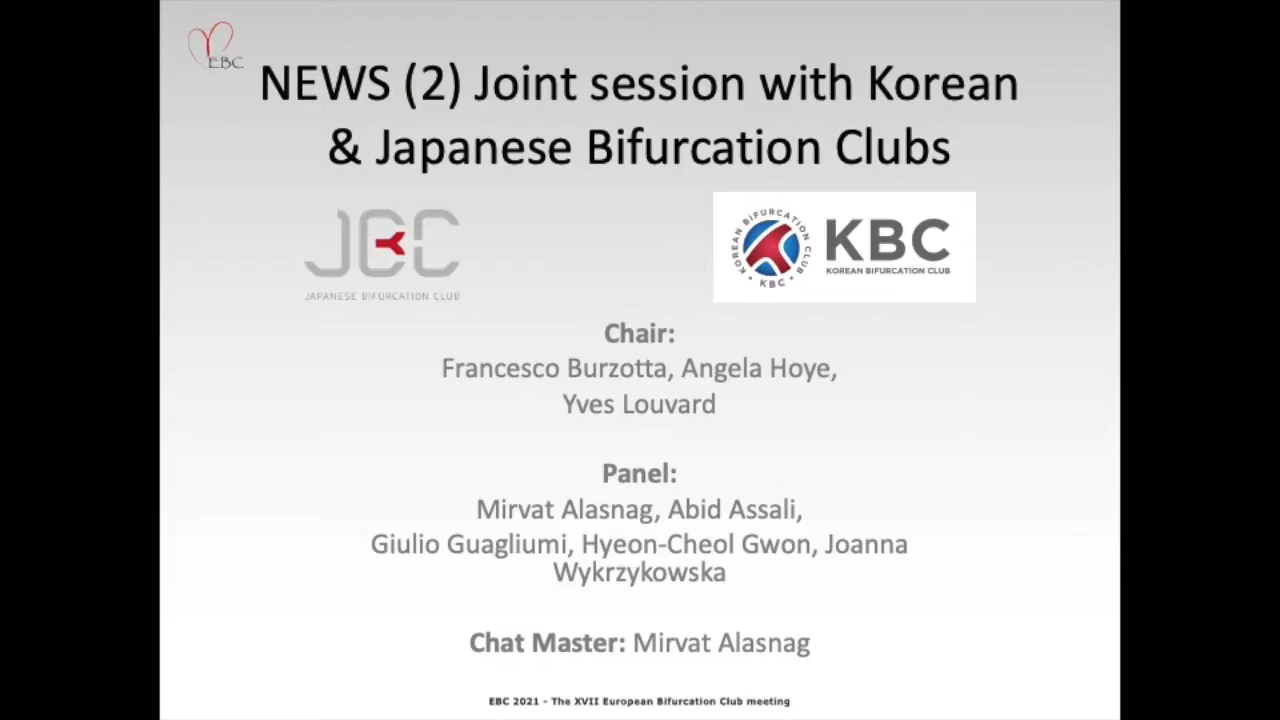 EBC
NEWS (2) Joint session with Korean
& Japanese Bifurcation Clubs
JBC
JAPANESE BIFURCATION CLUB
KOREAN BIFURCATION CLUB
• KBC •
KBC
KOREAN BIFURCATION CLUB
Chair:
Francesco Burzotta, Angela Hoye,
Yves Louvard
Panel:
Mirvat Alasnag, Abid Assali,
Giulio Guagliumi, Hyeon-Cheol Gwon, Joanna
Wykrzykowska
Chat Master: Mirvat Alasnag
EBC 2021 - The XVII European Bifurcation Club meeting